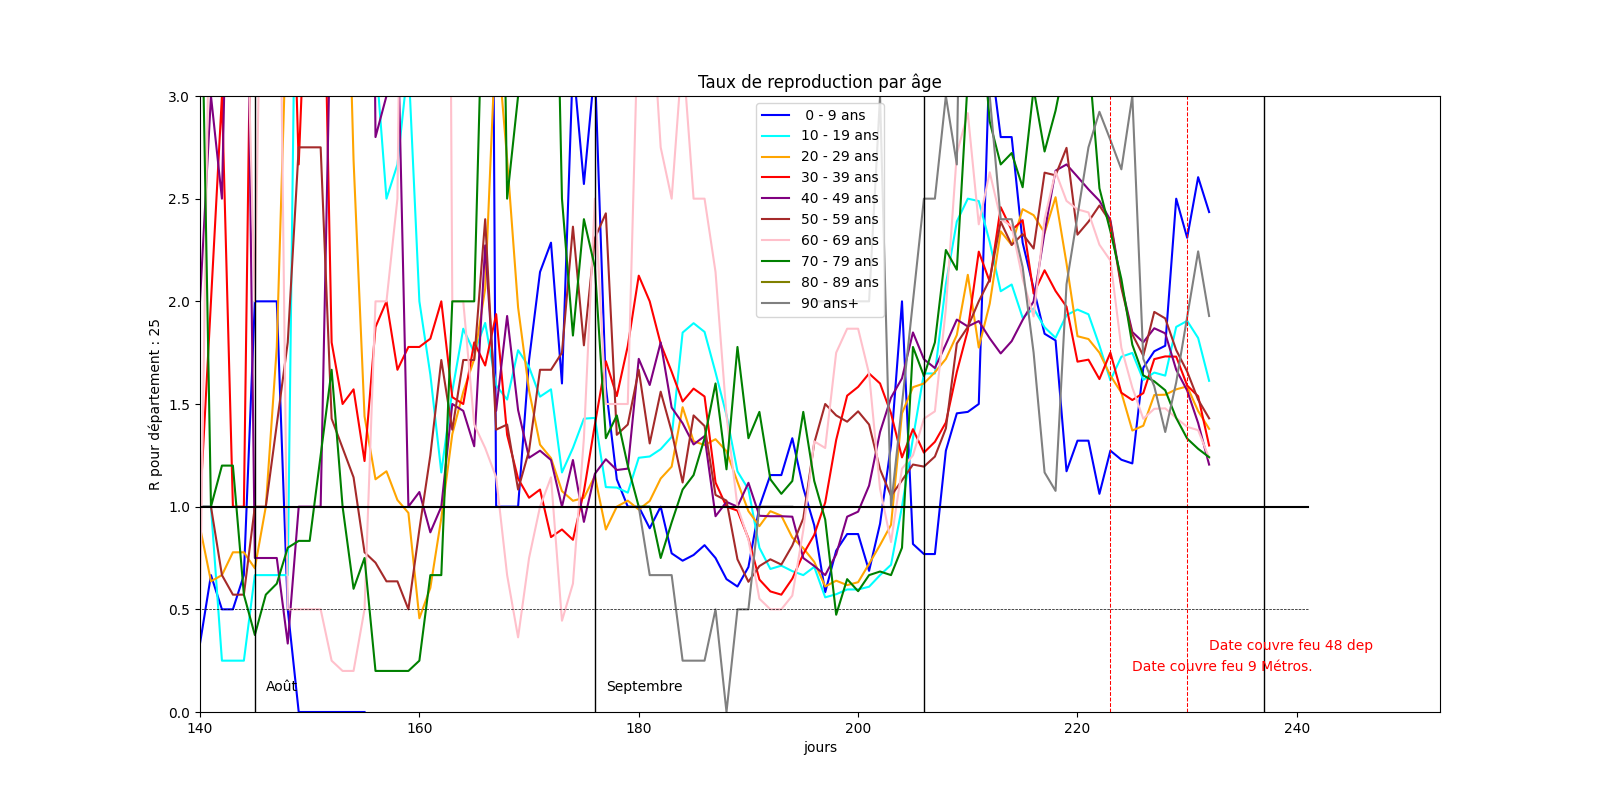 Taux de reproduction par âge
3.0
2.5
2.0
1.5
1.0
0.5
0.0
R pour département : 25
0 - 9 ans
10 - 19 ans
20 - 29 ans
30 - 39 ans
40 - 49 ans
50 - 59 ans
60 - 69 ans
70 - 79 ans
80 - 89 ans
90 ans+
Date couvre feu 48 dep
Date couvre feu 9 Métros.
Août
Septembre
140
160
180
200
220
240
jours